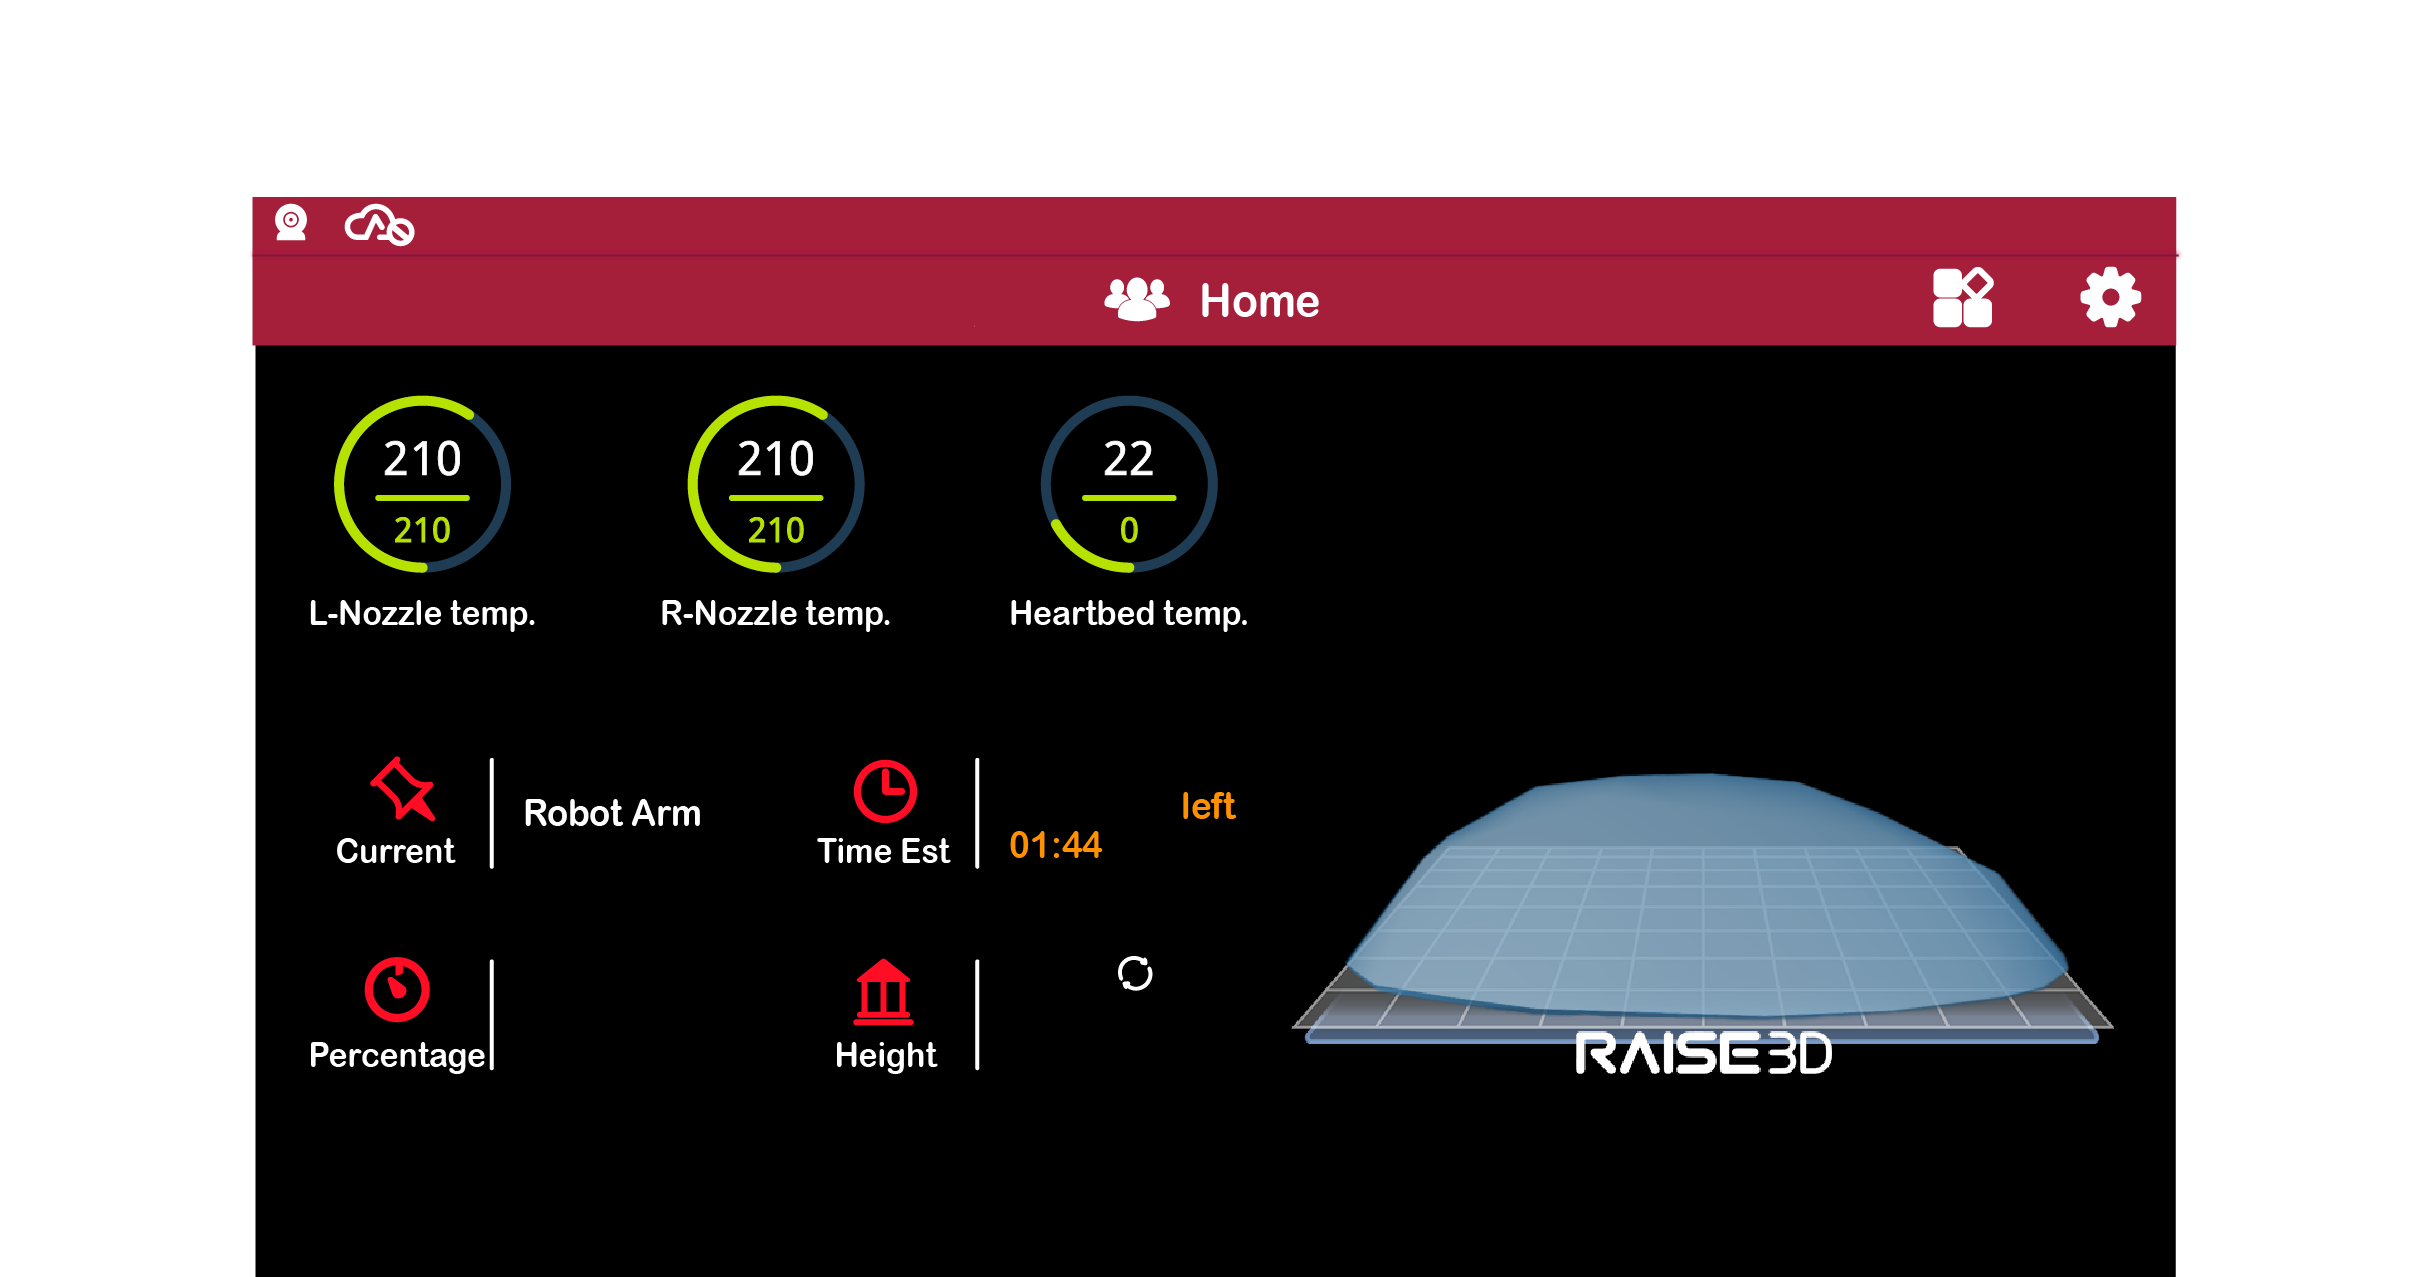 Home
210
210
L-Nozzle temp.
210
210
R-Nozzle temp.
22
0
Heartbed temp.
Current
Robot Arm
Time Est
01:44
left
Percentage
Height
RAISE3D